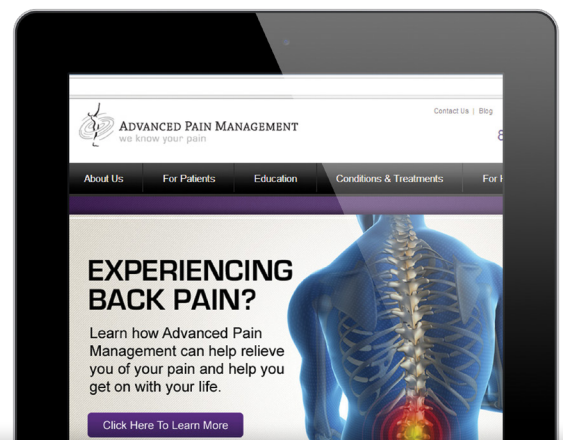 Contact Us | Blog
ADVANCED PAIN MANAGEMENT
we know your pain
8
About Us For Patients Education Conditions & Treatments For H
EXPERIENCING
BACK PAIN?
Learn how Advanced Pain
Management can help relieve
you of your pain and help you
get on with your life.
Click Here To Learn More